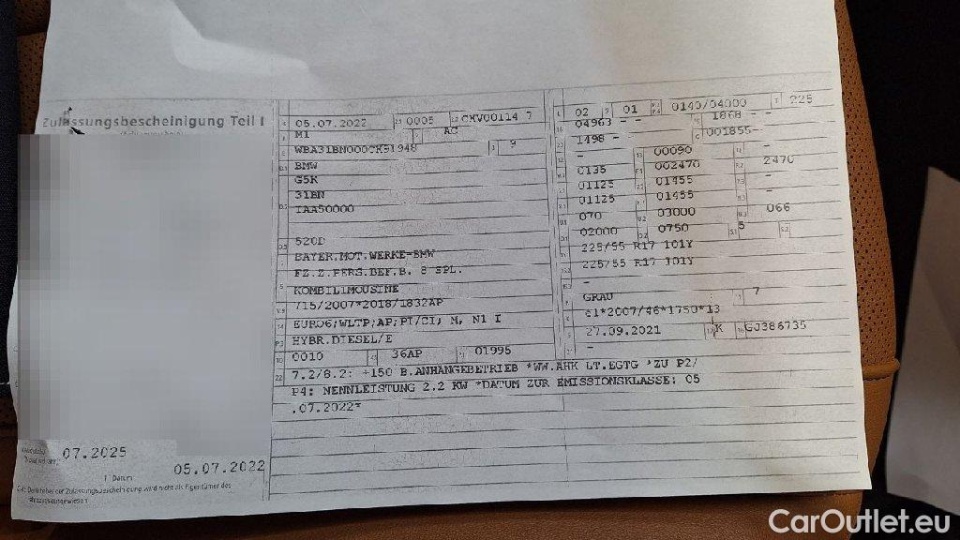 Zulassungsbescheinigung Teil I
05.07.2022 0005 CKV00114 7
M1 AC
9
BMW
G5K
31BN
1AA50000
520D
BAYER.MOT.WERKE-BMW
FZ.Z.PERS.BEF.B. 8 SPL.
KOMBILIMOUSINE
715/2007*2018/1832AP
EURO6;WLTP;AP;PI/CI; M, N1 I
HYBR.DIESEL/E
0010 36AP 01995
7.2/8.2: +150 B.ANHANGEBETRIEB *WW.AHK LT.EGTG *ZU P2/
P4: NENNLEISTUNG 2,2 KW *DATUM ZUR EMISSIONSKLASSE: 05
.07.2022*
02 01 0140/04000 225
04963 - - 1868 - -
1498 - - 001855-
- 00090 -
0135 002470 2470
01125 01455 -
01125 01455 -
070 03000 066
02000 0750 5
225/55 R17 101Y
225/55 R17 101Y
-
GRAU 7
e1*2007/46*1750*13
27.09.2021 K GJ386735
-
07.2025
05.07.2022
Datum
CarOutlet.eu